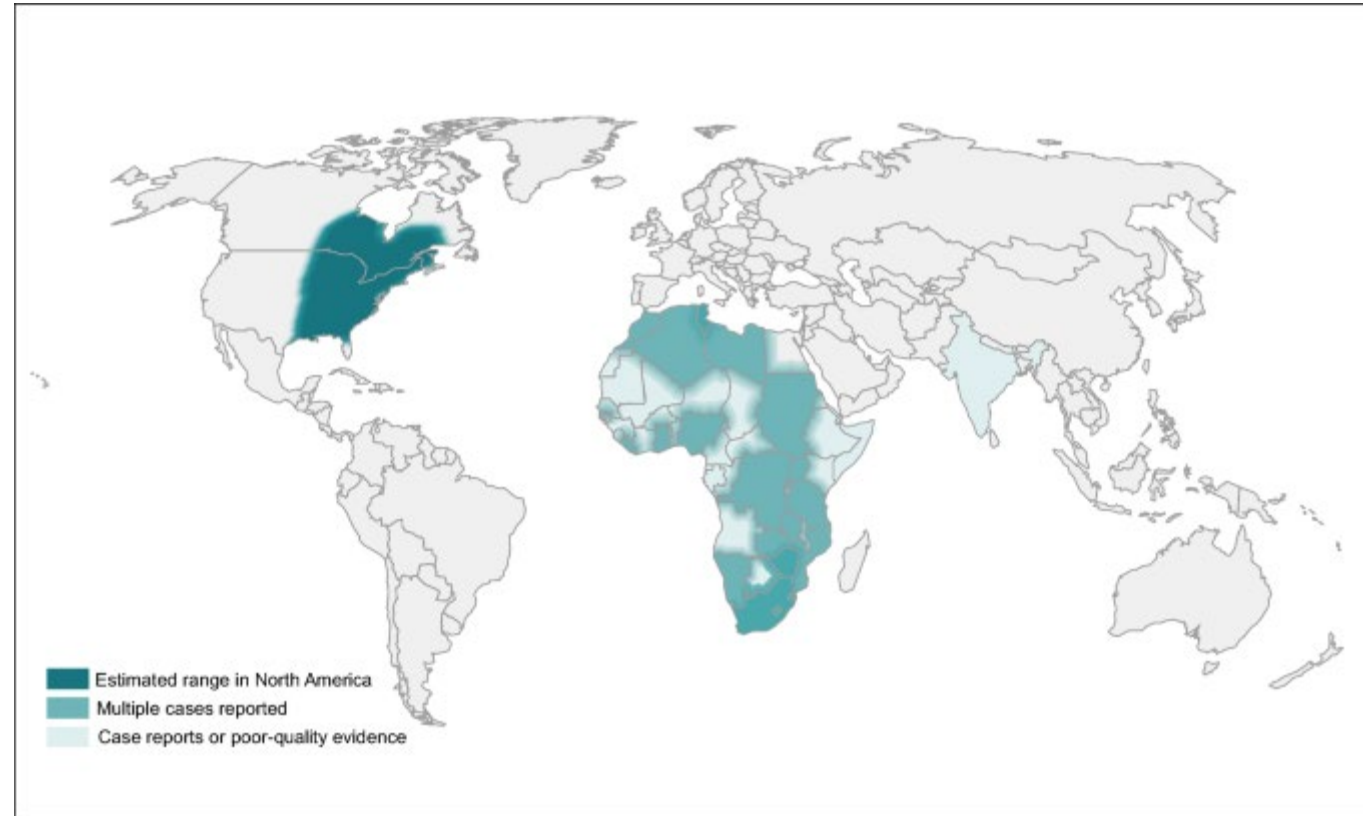 Estimated range in North America
Multiple cases reported
Case reports or poor-quality evidence